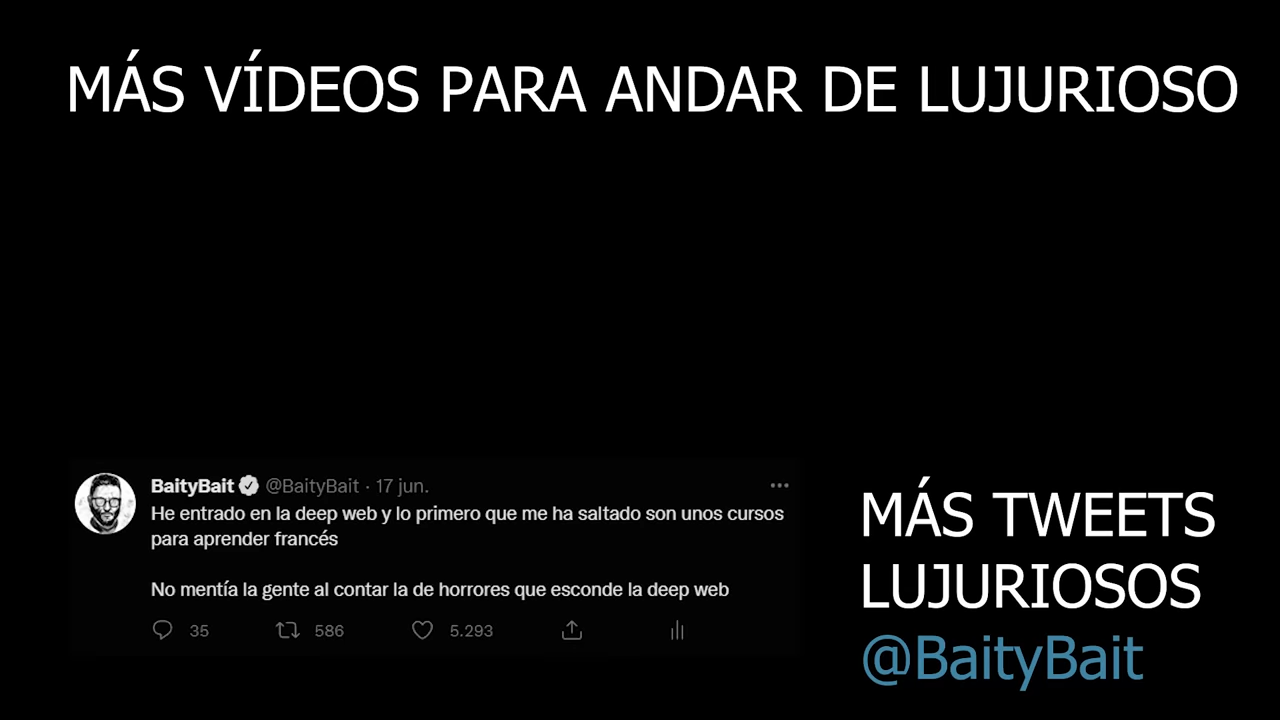 MÁS VÍDEOS PARA ANDAR DE LUJURIOSO
BaityBait @BaityBait · 17 jun.
He entrado en la deep web y lo primero que me ha saltado son unos cursos
para aprender francés
No mentía la gente al contar la de horrores que esconde la deep web
35 586 5.293
MÁS TWEETS
LUJURIOSOS
@BaityBait